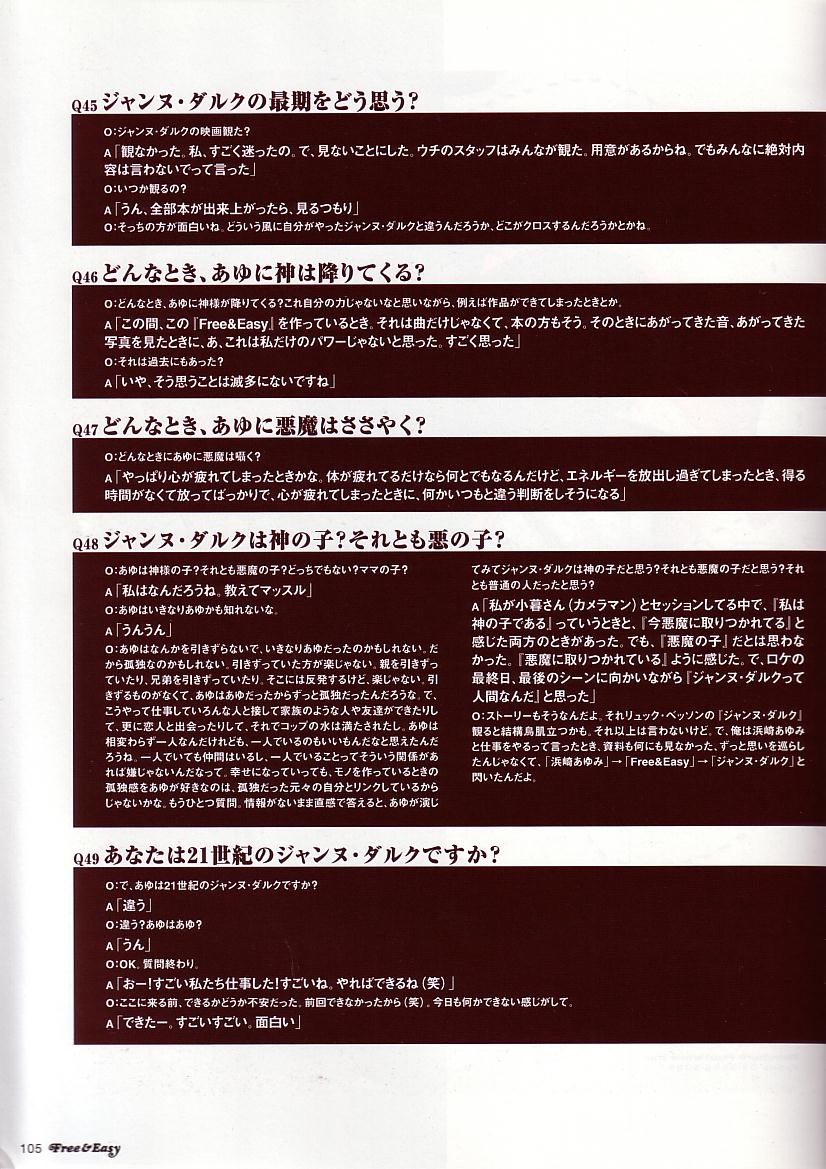 Q45 ジャンヌ・ダルクの最期をどう思う?
O:ジャンヌ・ダルクの映画観た?
A「観なかった。私、すごく迷ったの。で、見ないことにした。ウチのスタッフはみんなが観た。用意があるからね。でもみんなに絶対内
容は言わないでって言った」
O:いつか観るの?
A「うん、全部本が出来上がったら、見るつもり」
O:そっちの方が面白いね。どういう風に自分がやったジャンヌ・ダルクと違うんだろうか、どこがクロスするんだろうかとかね。
Q46 どんなとき、あゆに神は降りてくる?
O:どんなとき、あゆに神様が降りてくる?これ自分の力じゃないなと思いながら、例えば作品ができてしまったときとか。
A「この間、この『Free&Easy』を作っているとき。それは曲だけじゃなくて、本の方もそう。そのときにあがってきた音、あがってきた
写真を見たときに、あ、これは私だけのパワーじゃないと思った。すごく思った」
O:それは過去にもあった?
A「いや、そう思うことは滅多にないですね」
Q47 どんなとき、あゆに悪魔はささやく?
O:どんなときにあゆに悪魔は囁く?
A「やっぱり心が疲れてしまったときかな。体が疲れてるだけなら何とでもなるんだけど、エネルギーを放出し過ぎてしまったとき、得る
時間がなくて放ってばっかりで、心が疲れてしまったときに、何かいつもと違う判断をしそうになる」
Q48 ジャンヌ・ダルクは神の子?それとも悪の子?
O:あゆは神様の子?それとも悪魔の子?どっちでもない?ママの子?
A「私はなんだろうね。教えてマッスル」
O:あゆはいきなりあゆかも知れないな。
A「うんうん」
O:あゆはなんかを引きずらないで、いきなりあゆだったのかもしれない。だ
から孤独なのかもしれない。引きずっていた方が楽じゃない。親を引きずっ
ていたり、兄弟を引きずっていたり。そこには反発するけど、楽じゃない。引
きずるものがなくて、あゆはあゆだったからずっと孤独だったんだろうな。で、
こうやって仕事していろんな人と接して家族のような人や友達ができたりし
て、更に恋人と出会ったりして、それでコップの水は満たされたし。あゆは
相変わらず一人なんだけれども、一人でいるのもいいもんだなと思えたんだ
ろうね。一人でいても仲間はいるし、一人でいることってそういう関係があ
れば嫌じゃないんだなって。幸せになっていっても、モノを作っているときの
孤独感をあゆが好きなのは、孤独だった元々の自分とリンクしているから
じゃないかな。もうひとつ質問。情報がないまま直感で答えると、あゆが演じ
てみてジャンヌ・ダルクは神の子だと思う?それとも悪魔の子だと思う?それ
とも普通の人だったと思う?
A「私が小暮さん(カメラマン)とセッションしてる中で、『私は
神の子である』っていうときと、『今悪魔に取りつかれてる』と
感じた両方のときがあった。でも、『悪魔の子』だとは思わな
かった。『悪魔に取りつかれている』ように感じた。で、ロケの
最終日、最後のシーンに向かいながら『ジャンヌ・ダルクって
人間なんだ』と思った」
O:ストーリーもそうなんだよ。それリュック・ベッソンの『ジャンヌ・ダルク』
観ると結構鳥肌立つかも。それ以上は言わないけど。で、俺は浜崎あゆみ
と仕事をやるって言ったとき、資料も何にも見なかった、ずっと思いを巡らし
たんじゃなくて、「浜崎あゆみ」→「Free&Easy」→「ジャンヌ・ダルク」と
閃いたんだよ。
Q49 あなたは21世紀のジャンヌ・ダルクですか?
O:で、あゆは21世紀のジャンヌ・ダルクですか?
A「違う」
O:違う?あゆはあゆ?
A「うん」
O:OK。質問終わり。
A「おー!すごい私たち仕事した!すごいね。やればできるね(笑)」
O:ここに来る前、できるかどうか不安だった。前回できなかったから(笑)。今日も何かできない感じがして。
A「できたー。すごいすごい。面白い」
105 Free&Easy